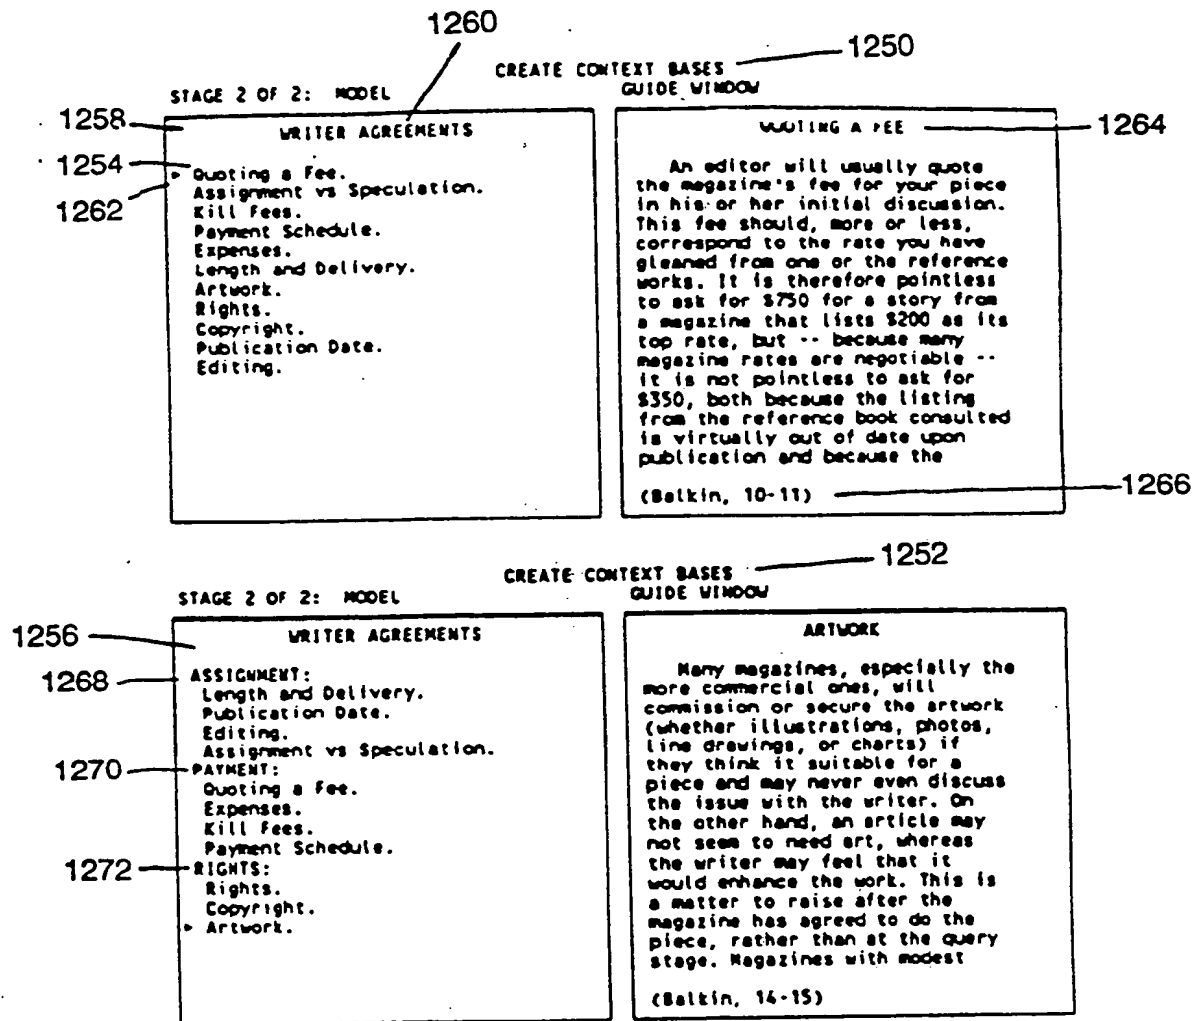 1260
1250
CREATE CONTEXT BASES
STAGE 2 OF 2: MODEL
GUIDE WINDOW
1258
WRITER AGREEMENTS
1254
Quoting a Fee.
1262
Assignment vs Speculation.
Kill Fees.
Payment Schedule.
Expenses.
Length and Delivery.
Artwork.
Rights.
Copyright.
Publication Date.
Editing.
QUOTING A FEE
1264
An editor will usually quote
the magazine's fee for your piece
in his or her initial discussion.
This fee should, more or less,
correspond to the rate you have
gleaned from one or the reference
works. It is therefore pointless
to ask for $750 for a story from
a magazine that lists $200 as its
top rate, but -- because many
magazine rates are negotiable --
it is not pointless to ask for
$350, both because the listing
from the reference book consulted
is virtually out of date upon
publication and because the
(Balkin, 10-11)
1266
1252
CREATE CONTEXT BASES
STAGE 2 OF 2: MODEL
GUIDE WINDOW
1256
WRITER AGREEMENTS
1268
ASSIGNMENT:
Length and Delivery.
Publication Date.
Editing.
Assignment vs Speculation.
1270
PAYMENT:
Quoting a Fee.
Expenses.
Kill Fees.
Payment Schedule.
1272
RIGHTS:
Rights.
Copyright.
Artwork.
ARTWORK
Many magazines, especially the
more commercial ones, will
commission or secure the artwork
(whether illustrations, photos,
line drawings, or charts) if
they think it suitable for a
piece and may never even discuss
the issue with the writer. On
the other hand, an article may
not seem to need art, whereas
the writer may feel that it
would enhance the work. This is
a matter to raise after the
magazine has agreed to do the
piece, rather than at the query
stage. Magazines with modest
(Balkin, 14-15)